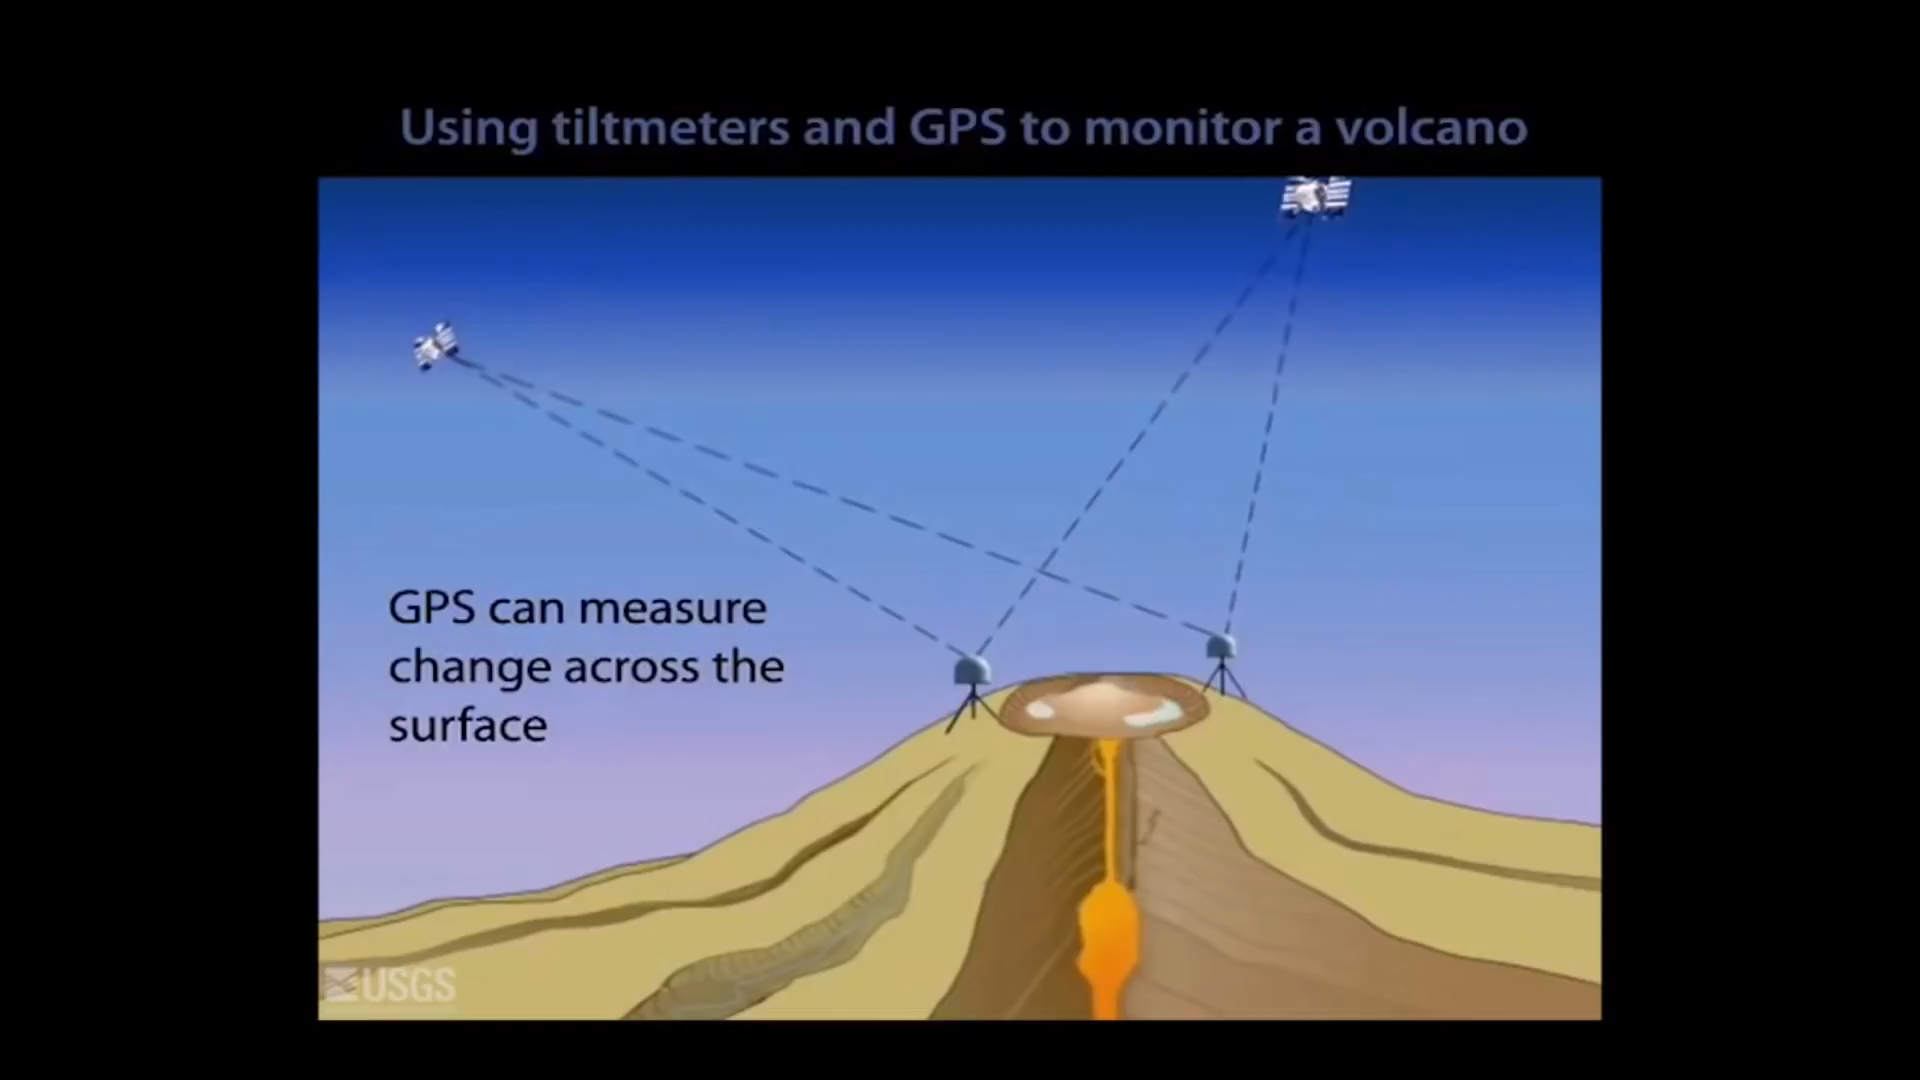 Using tiltmeters and GPS to monitor a volcano
GPS can measure
change across the
surface
USGS